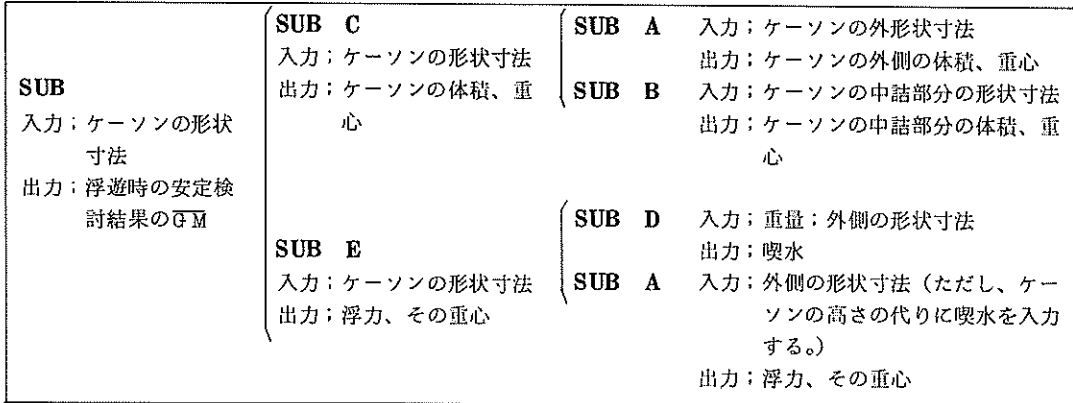 SUB
入力；ケーソンの形状
寸法
出力；浮遊時の安定検
討結果のGM
SUB C
入力；ケーソンの形状寸法
出力；ケーソンの体積、重
心
SUB E
入力；ケーソンの形状寸法
出力；浮力、その重心
SUB A 入力；ケーソンの外形状寸法
出力；ケーソンの外側の体積、重心
SUB B 入力；ケーソンの中詰部分の形状寸法
出力；ケーソンの中詰部分の体積、重
心
SUB D 入力；重量；外側の形状寸法
出力；喫水
SUB A 入力；外側の形状寸法（ただし、ケー
ソンの高さの代りに喫水を入力
する。）
出力；浮力、その重心